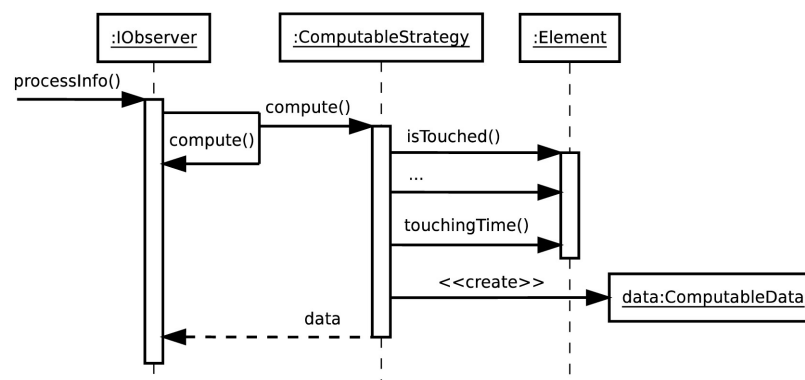 :IObserver
:ComputableStrategy
:Element
processInfo()
compute()
compute()
isTouched()
...
touchingTime()
<<create>>
data:ComputableData
data